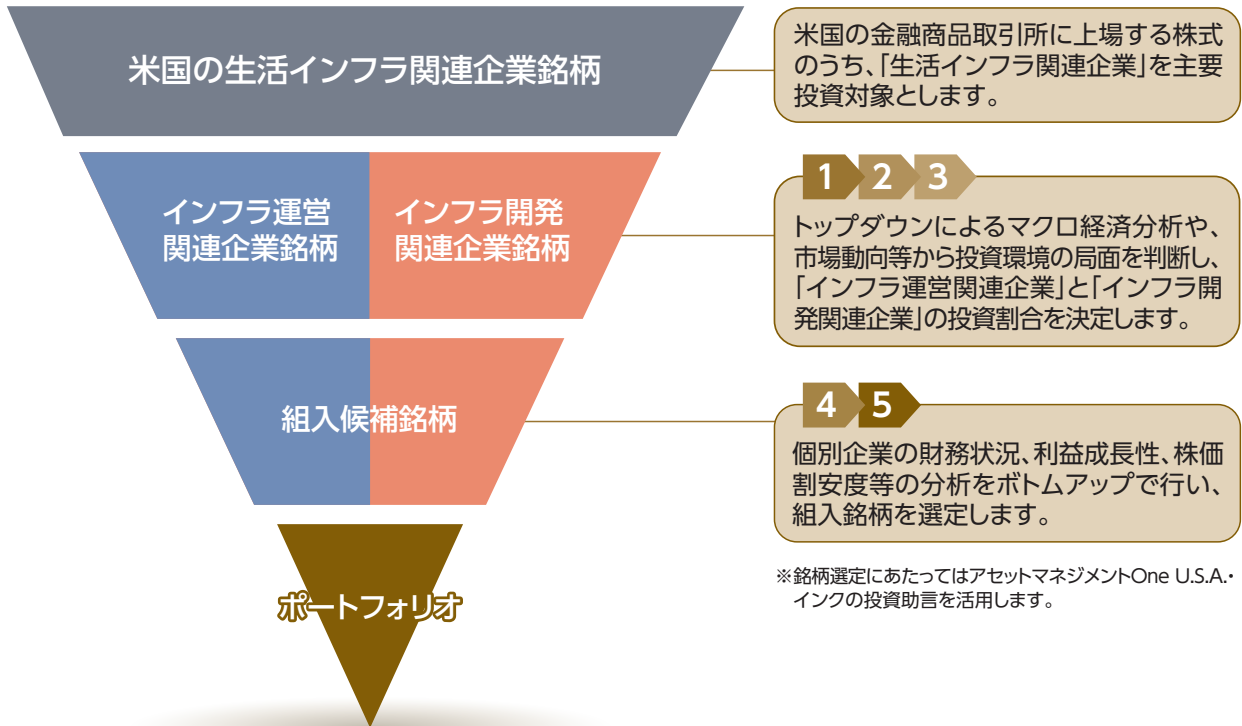 米国の生活インフラ関連企業銘柄
米国の金融商品取引所に上場する株式
のうち、「生活インフラ関連企業」を主要
投資対象とします。
インフラ運営
関連企業銘柄
インフラ開発
関連企業銘柄
1 2 3
トップダウンによるマクロ経済分析や、
市場動向等から投資環境の局面を判断し、
「インフラ運営関連企業」と「インフラ開
発関連企業」の投資割合を決定します。
組入候補銘柄
4 5
個別企業の財務状況、利益成長性、株価
割安度等の分析をボトムアップで行い、
組入銘柄を選定します。
※銘柄選定にあたってはアセットマネジメントOne U.S.A.・
インクの投資助言を活用します。
ポートフォリオ